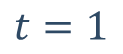 t = 1